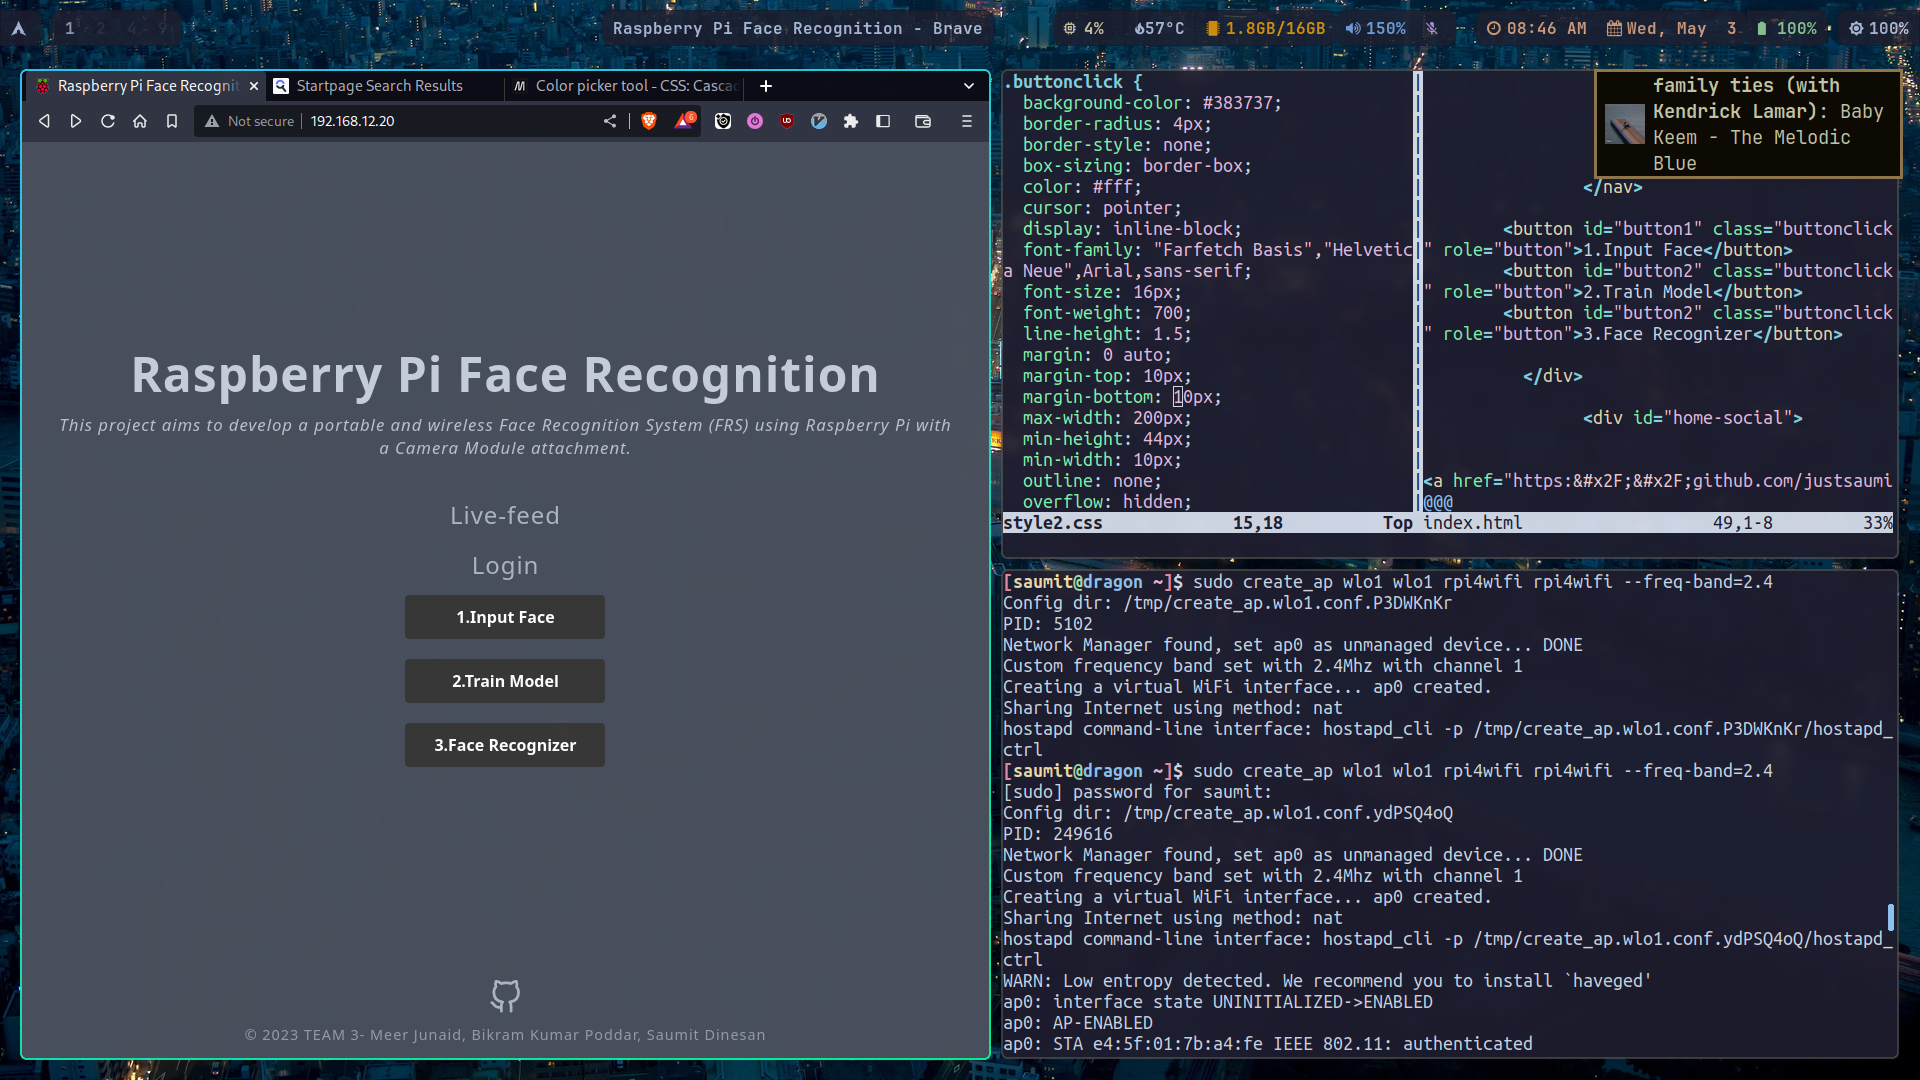 1 2 4 9
Raspberry Pi Face Recognition - Brave
4% 57°C 1.8GB/16GB 150% 08:46 AM Wed, May 3 100% 100%
Raspberry Pi Face Recognit
Startpage Search Results
Color picker tool - CSS: Casca
Not secure 192.168.12.20
6
Raspberry Pi Face Recognition
This project aims to develop a portable and wireless Face Recognition System (FRS) using Raspberry Pi with
a Camera Module attachment.
Live-feed
Login
1.Input Face
2.Train Model
3.Face Recognizer
© 2023 TEAM 3- Meer Junaid, Bikram Kumar Poddar, Saumit Dinesan
.buttonclick {
background-color: #383737;
border-radius: 4px;
border-style: none;
box-sizing: border-box;
color: #fff;
cursor: pointer;
display: inline-block;
font-family: "Farfetch Basis","Helvetic
a Neue",Arial,sans-serif;
font-size: 16px;
font-weight: 700;
line-height: 1.5;
margin: 0 auto;
margin-top: 10px;
margin-bottom: 10px;
max-width: 200px;
min-height: 44px;
min-width: 10px;
outline: none;
overflow: hidden;
style2.css 15,18 Top
family ties (with
Kendrick Lamar): Baby
Keem - The Melodic
Blue
</nav>
<button id="button1" class="buttonclick
" role="button">1.Input Face</button>
<button id="button2" class="buttonclick
" role="button">2.Train Model</button>
<button id="button2" class="buttonclick
" role="button">3.Face Recognizer</button>
</div>
<div id="home-social">
<a href="https:&#x2F;&#x2F;github.com/justsaumi
@@@
index.html 49,1-8 33%
[saumit@dragon ~]$ sudo create_ap wlo1 wlo1 rpi4wifi rpi4wifi --freq-band=2.4
Config dir: /tmp/create_ap.wlo1.conf.P3DWKnKr
PID: 5102
Network Manager found, set ap0 as unmanaged device... DONE
Custom frequency band set with 2.4Mhz with channel 1
Creating a virtual WiFi interface... ap0 created.
Sharing Internet using method: nat
hostapd command-line interface: hostapd_cli -p /tmp/create_ap.wlo1.conf.P3DWKnKr/hostapd_
ctrl
[saumit@dragon ~]$ sudo create_ap wlo1 wlo1 rpi4wifi rpi4wifi --freq-band=2.4
[sudo] password for saumit:
Config dir: /tmp/create_ap.wlo1.conf.ydPSQ4oQ
PID: 249616
Network Manager found, set ap0 as unmanaged device... DONE
Custom frequency band set with 2.4Mhz with channel 1
Creating a virtual WiFi interface... ap0 created.
Sharing Internet using method: nat
hostapd command-line interface: hostapd_cli -p /tmp/create_ap.wlo1.conf.ydPSQ4oQ/hostapd_
ctrl
WARN: Low entropy detected. We recommend you to install `haveged'
ap0: interface state UNINITIALIZED->ENABLED
ap0: AP-ENABLED
ap0: STA e4:5f:01:7b:a4:fe IEEE 802.11: authenticated